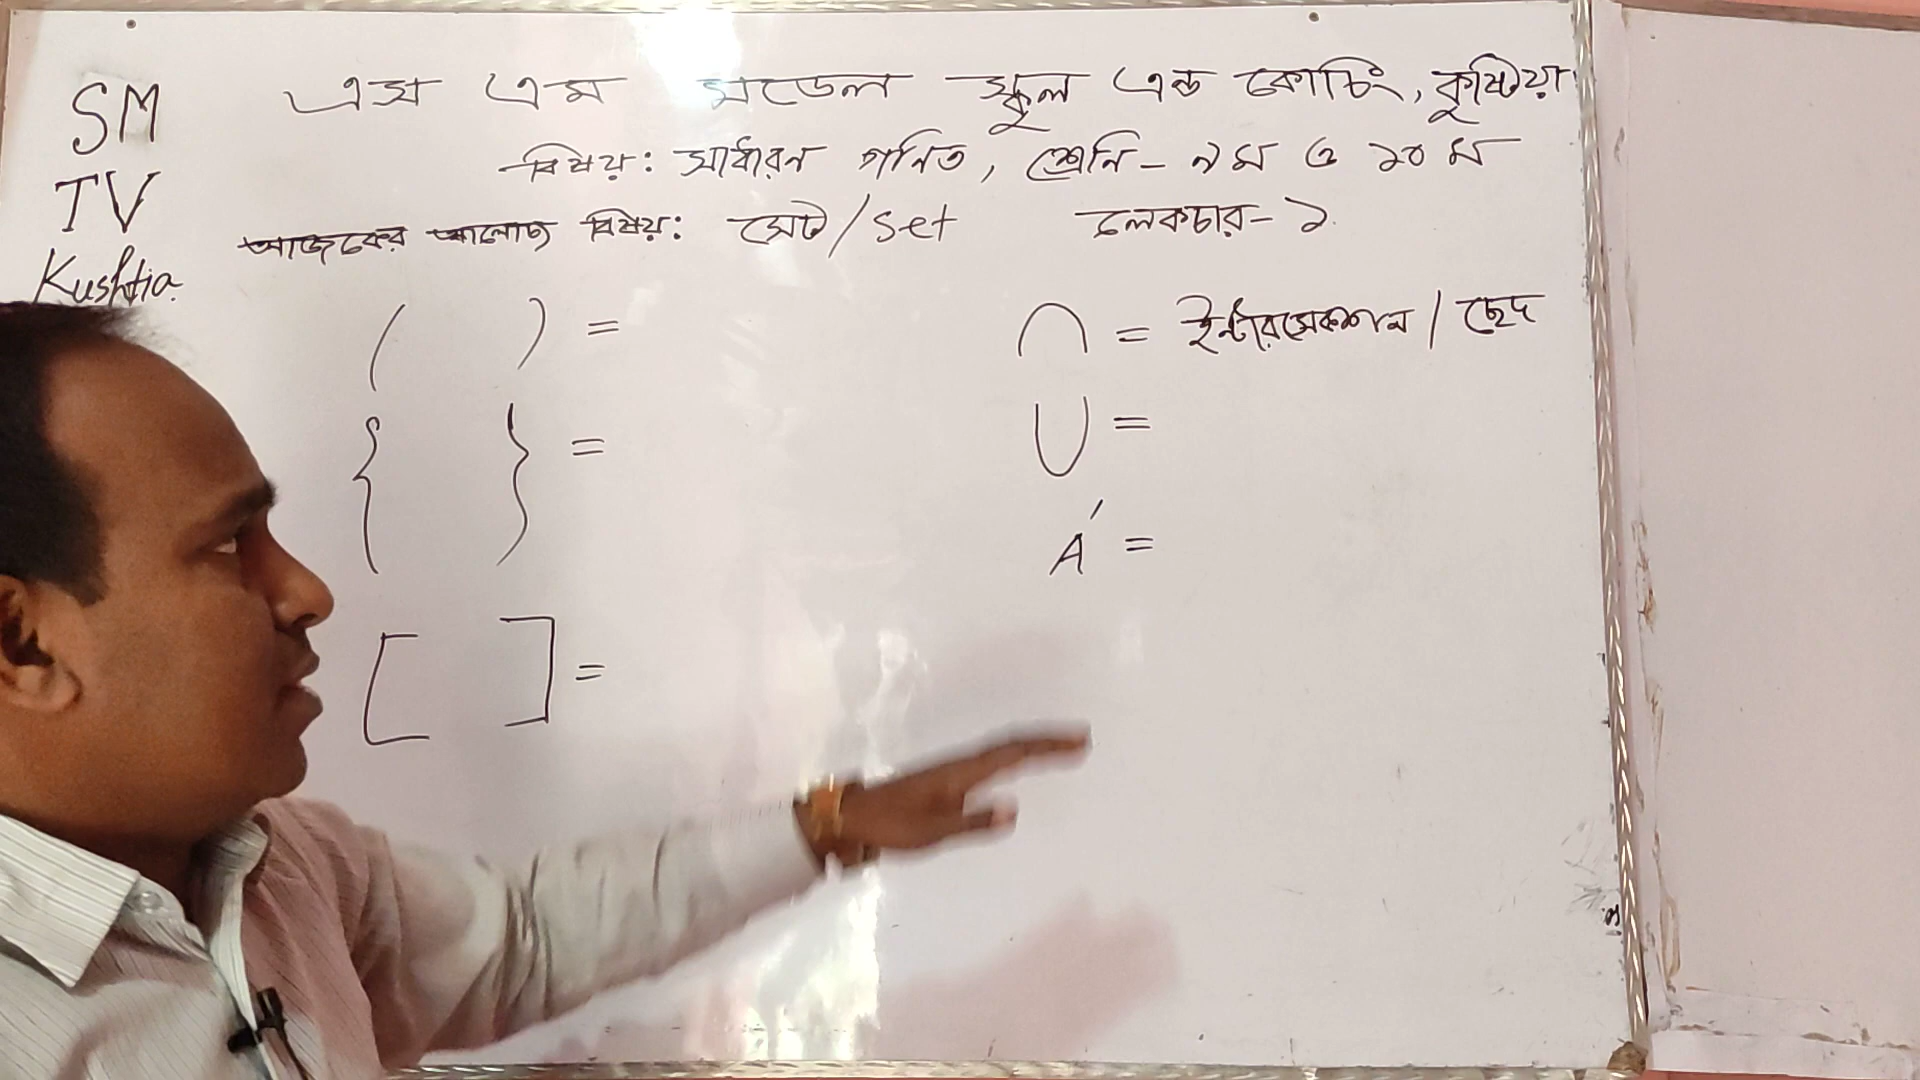 SM
TV
Kushtia.
এস এম মডেল স্কুল এন্ড কোচিং, কুষ্টিয়া
বিষয়: সাধারন গনিত, শ্রেনি- ৯ম ও ১০ম
আজকের আলোচ বিষয়: সেট/set লেকচার- ১
( ) =
{ } =
[ ] =
∩ = ইন্টারসেকশান / ছেদ
∪ =
A′ =